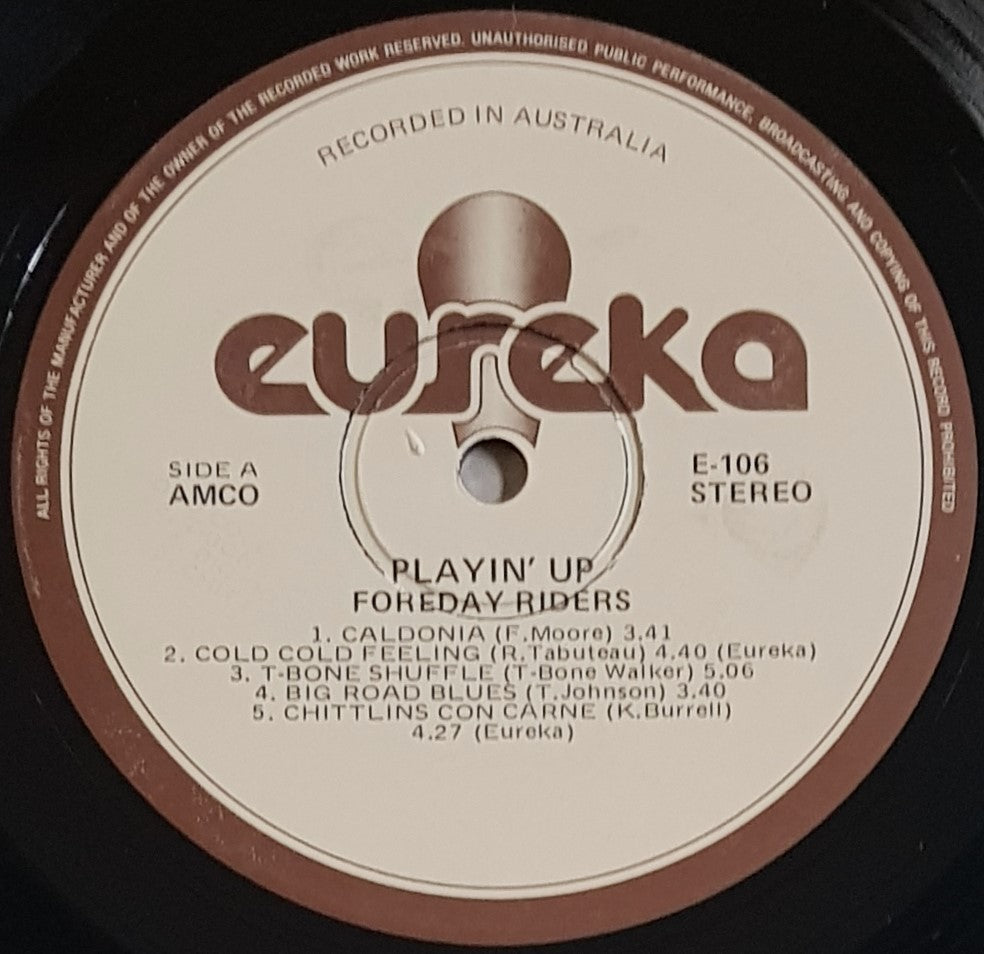 ALL RIGHTS OF THE MANUFACTURER AND OF THE OWNER OF THE RECORDED WORK RESERVED. UNAUTHORISED PUBLIC PERFORMANCE, BROADCASTING AND COPYING OF THIS RECORD PROHIBITED
RECORDED IN AUSTRALIA
eureka
SIDE A
AMCO
E-106
STEREO
PLAYIN' UP
FOREDAY RIDERS
1. CALDONIA (F.Moore) 3.41
2. COLD COLD FEELING (R.Tabuteau) 4.40 (Eureka)
3. T-BONE SHUFFLE (T-Bone Walker) 5.06
4. BIG ROAD BLUES (T.Johnson) 3.40
5. CHITTLINS CON CARNE (K.Burrell)
4.27 (Eureka)